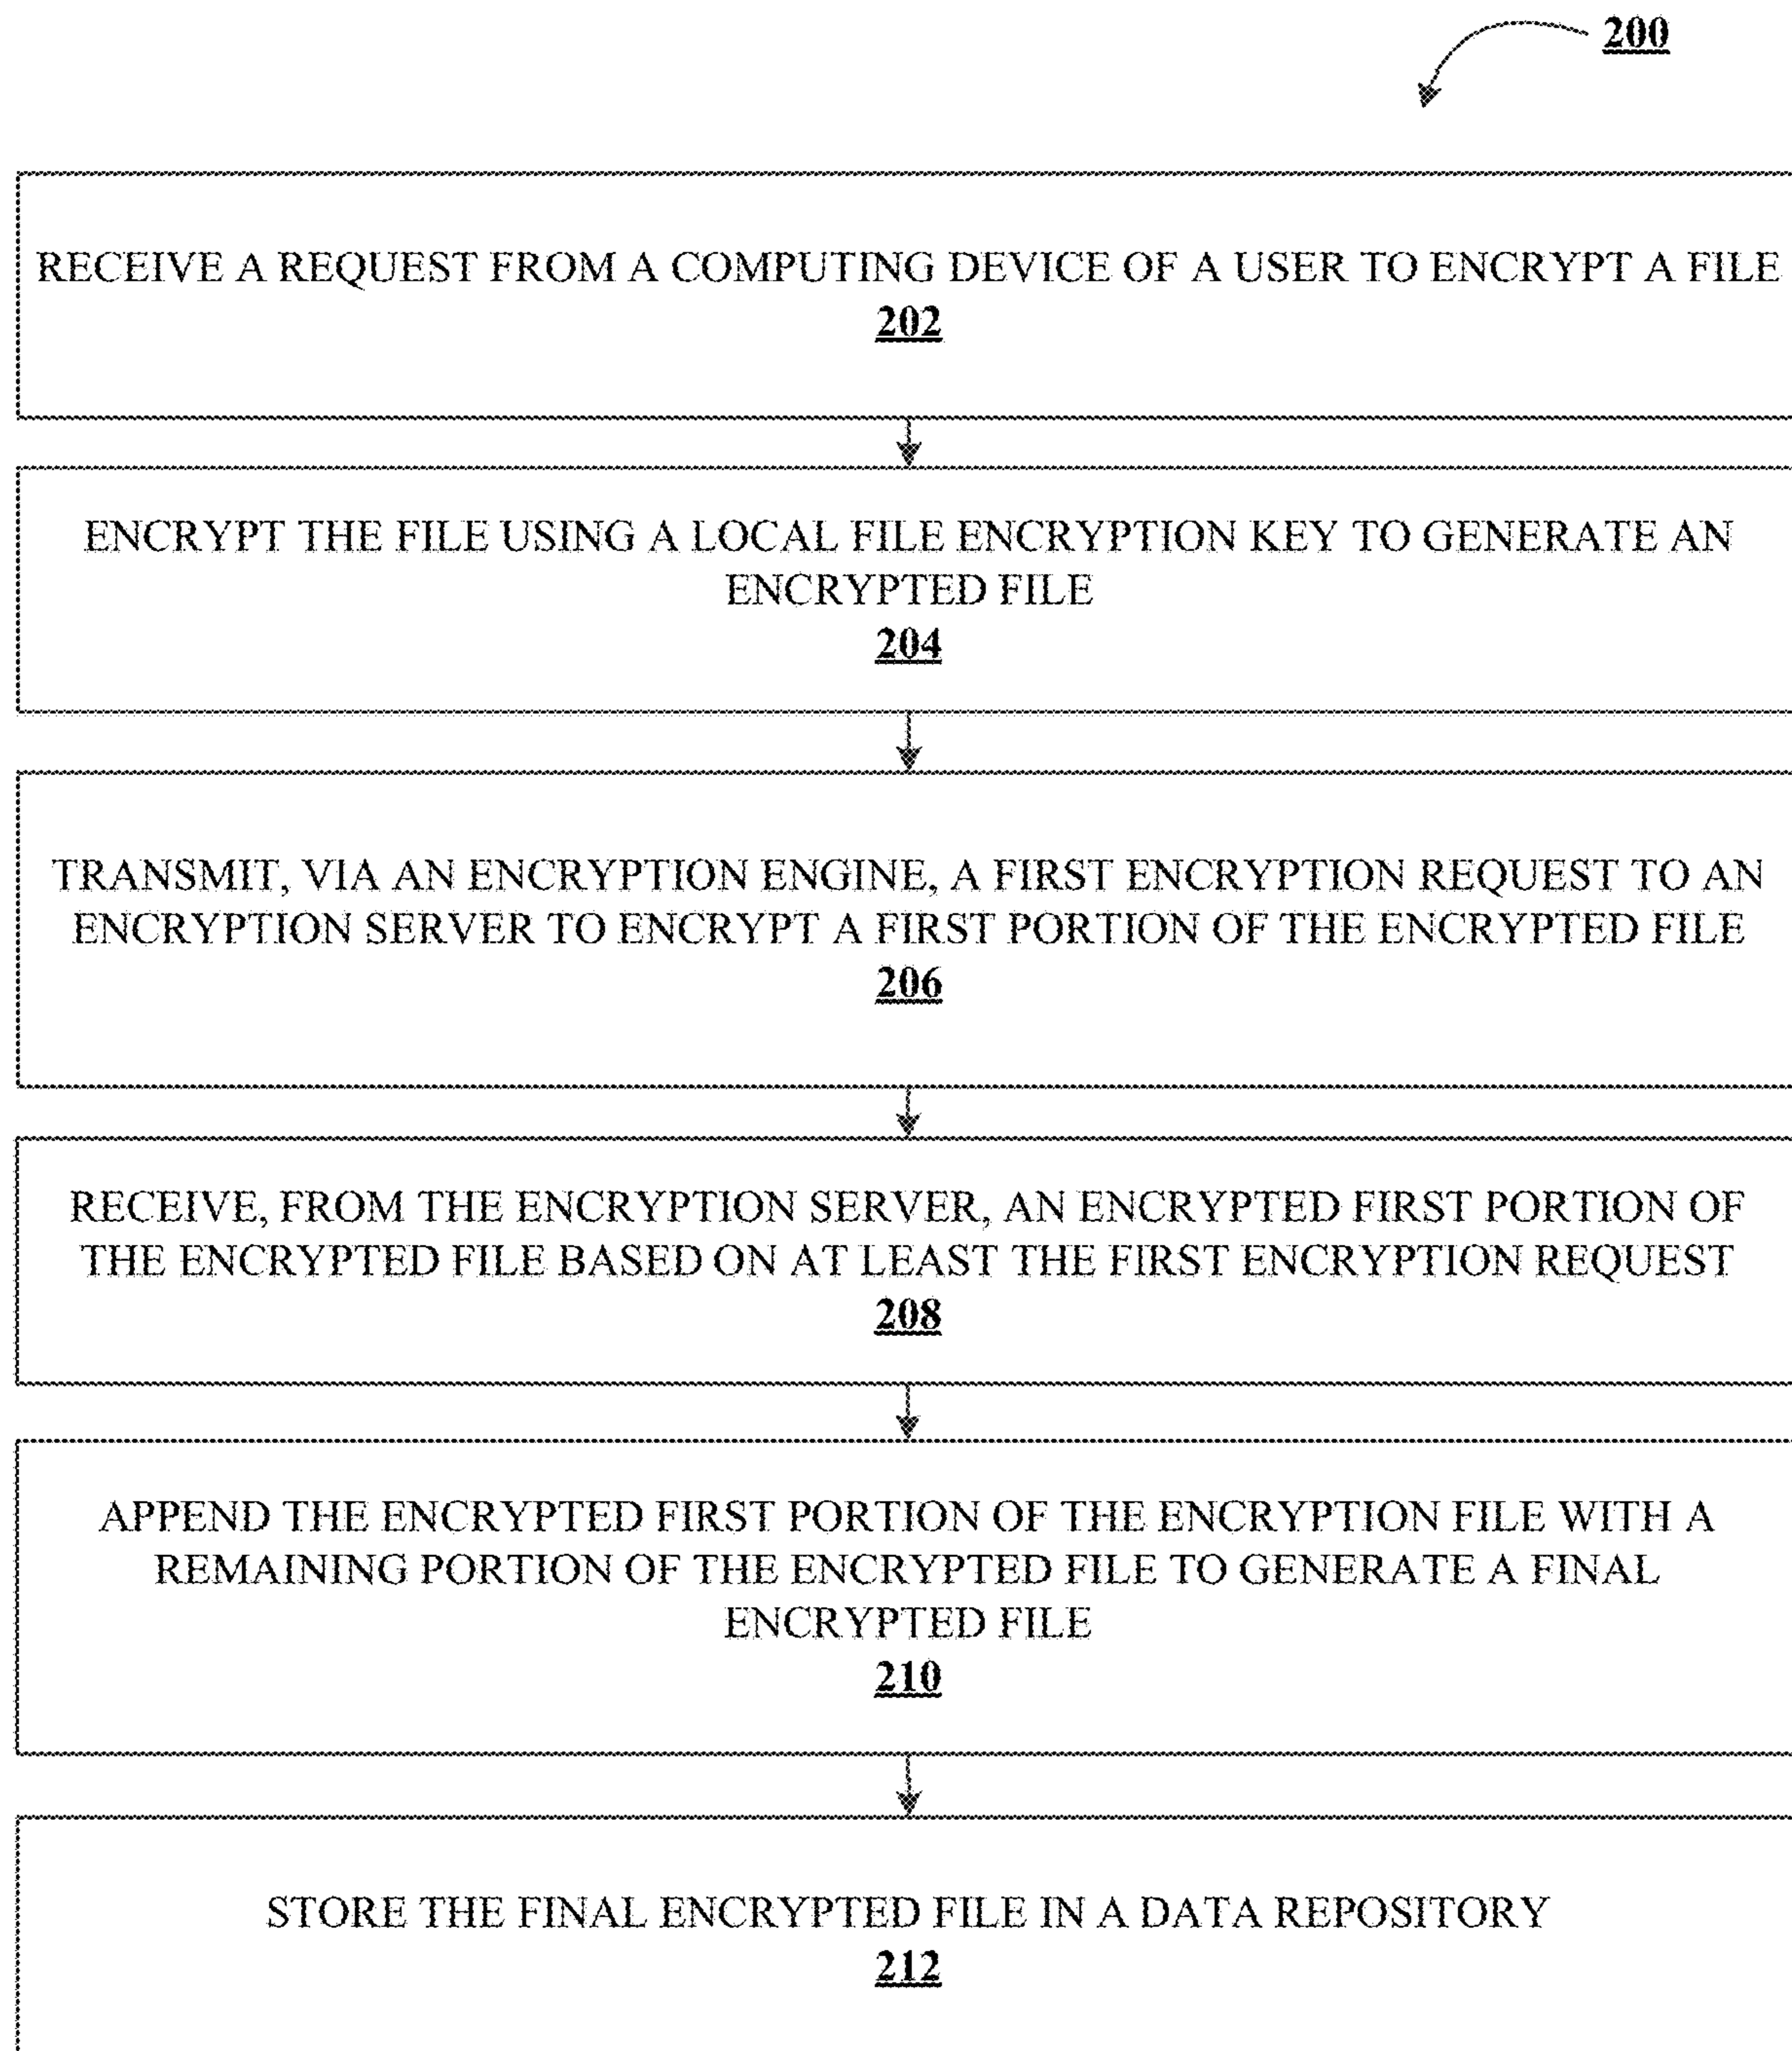 200
RECEIVE A REQUEST FROM A COMPUTING DEVICE OF A USER TO ENCRYPT A FILE
202
ENCRYPT THE FILE USING A LOCAL FILE ENCRYPTION KEY TO GENERATE AN
ENCRYPTED FILE
204
TRANSMIT, VIA AN ENCRYPTION ENGINE, A FIRST ENCRYPTION REQUEST TO AN
ENCRYPTION SERVER TO ENCRYPT A FIRST PORTION OF THE ENCRYPTED FILE
206
RECEIVE, FROM THE ENCRYPTION SERVER, AN ENCRYPTED FIRST PORTION OF
THE ENCRYPTED FILE BASED ON AT LEAST THE FIRST ENCRYPTION REQUEST
208
APPEND THE ENCRYPTED FIRST PORTION OF THE ENCRYPTION FILE WITH A
REMAINING PORTION OF THE ENCRYPTED FILE TO GENERATE A FINAL
ENCRYPTED FILE
210
STORE THE FINAL ENCRYPTED FILE IN A DATA REPOSITORY
212